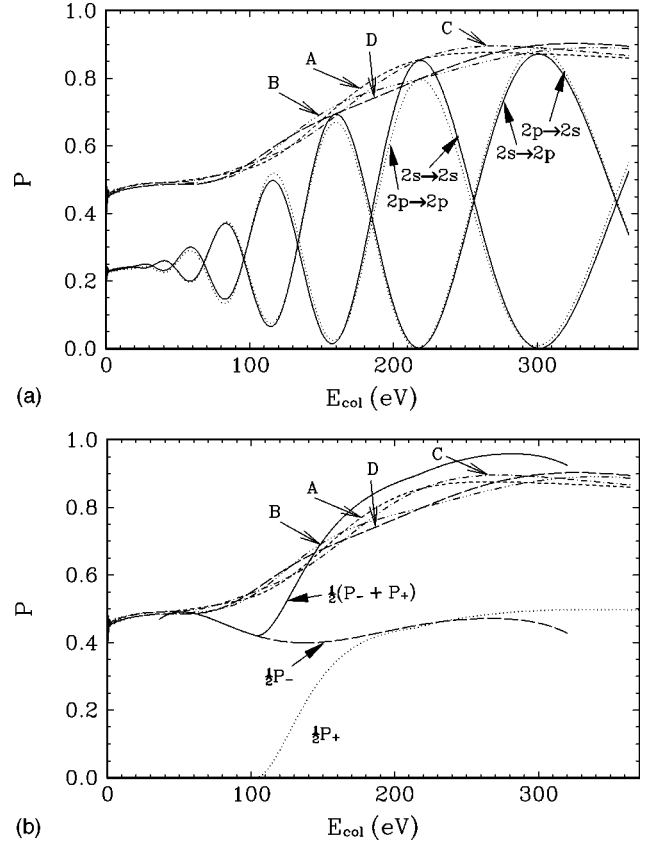 1.0
0.8
0.6
0.4
0.2
0.0
P
C
D
A
B
2p→2s
2s→2p
2s→2s
2p→2p
0
100
200
300
E_col (eV)
(a)
1.0
0.8
0.6
0.4
0.2
0.0
P
C
D
A
B
½(P₋ + P₊)
½P₋
½P₊
0
100
200
300
E_col (eV)
(b)